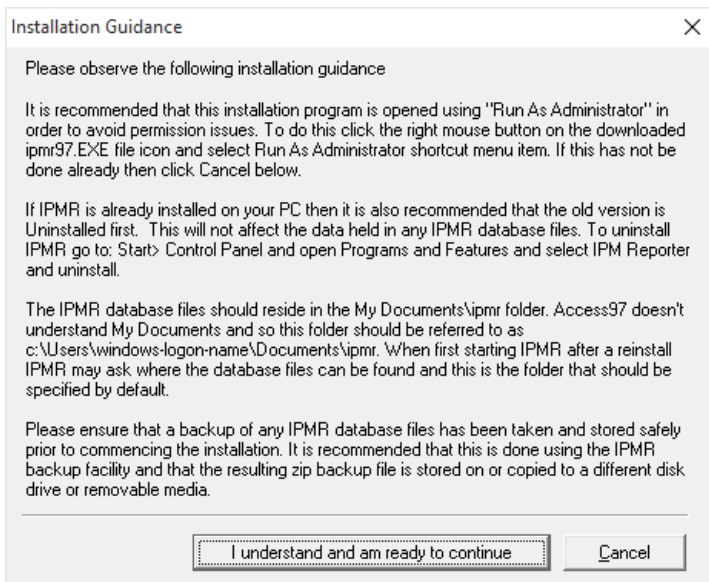 Installation Guidance
Please observe the following installation guidance
It is recommended that this installation program is opened using "Run As Administrator" in
order to avoid permission issues. To do this click the right mouse button on the downloaded
ipmr97.EXE file icon and select Run As Administrator shortcut menu item. If this has not be
done already then click Cancel below.
If IPMR is already installed on your PC then it is also recommended that the old version is
Uninstalled first.  This will not affect the data held in any IPMR database files. To uninstall
IPMR go to: Start> Control Panel and open Programs and Features and select IPM Reporter
and uninstall.
The IPMR database files should reside in the My Documents\ipmr folder. Access97 doesn't
understand My Documents and so this folder should be referred to as
c:\Users\windows-logon-name\Documents\ipmr. When first starting IPMR after a reinstall
IPMR may ask where the database files can be found and this is the folder that should be
specified by default.
Please ensure that a backup of any IPMR database files has been taken and stored safely
prior to commencing the installation. It is recommended that this is done using the IPMR
backup facility and that the resulting zip backup file is stored on or copied to a different disk
drive or removable media.
I understand and am ready to continue
Cancel